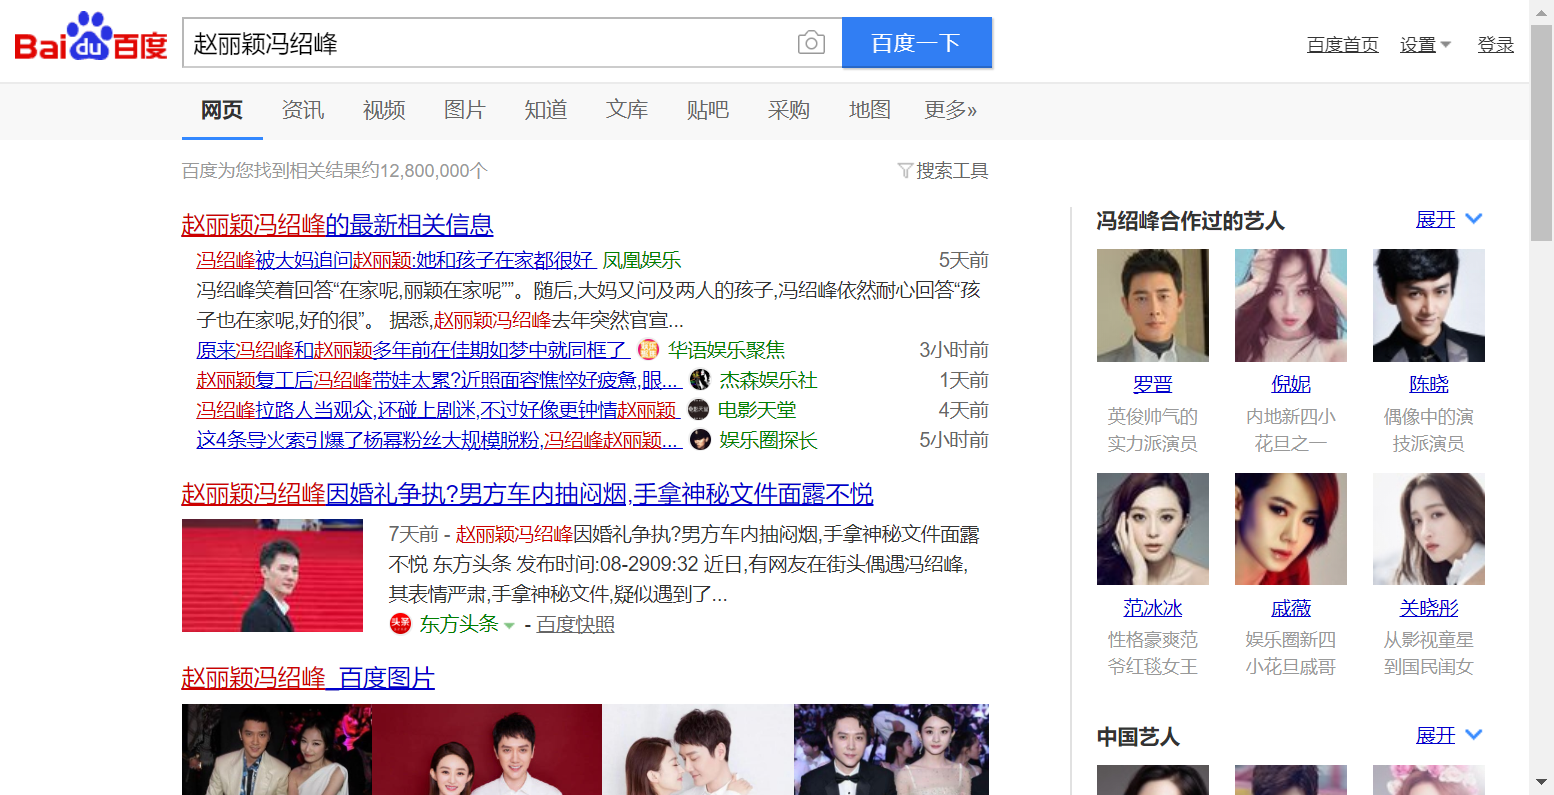 Baidu百度
赵丽颖冯绍峰
百度一下
百度首页 设置 登录
网页 资讯 视频 图片 知道 文库 贴吧 采购 地图 更多»
百度为您找到相关结果约12,800,000个
搜索工具
赵丽颖冯绍峰的最新相关信息
冯绍峰被大妈追问赵丽颖:她和孩子在家都很好 凤凰娱乐 5天前
冯绍峰笑着回答“在家呢,丽颖在家呢””。随后,大妈又问及两人的孩子,冯绍峰依然耐心回答“孩
子也在家呢,好的很”。 据悉,赵丽颖冯绍峰去年突然官宣...
原来冯绍峰和赵丽颖多年前在佳期如梦中就同框了 华语娱乐聚焦 3小时前
赵丽颖复工后冯绍峰带娃太累?近照面容憔悴好疲惫,眼... 杰森娱乐社 1天前
冯绍峰拉路人当观众,还碰上剧迷,不过好像更钟情赵丽颖 电影天堂 4天前
这4条导火索引爆了杨幂粉丝大规模脱粉,冯绍峰赵丽颖... 娱乐圈探长 5小时前
赵丽颖冯绍峰因婚礼争执?男方车内抽闷烟,手拿神秘文件面露不悦
7天前 - 赵丽颖冯绍峰因婚礼争执?男方车内抽闷烟,手拿神秘文件面露
不悦 东方头条 发布时间:08-2909:32 近日,有网友在街头偶遇冯绍峰,
其表情严肃,手拿神秘文件,疑似遇到了...
头条 东方头条 - 百度快照
赵丽颖冯绍峰_百度图片
冯绍峰合作过的艺人 展开
罗晋 倪妮 陈晓
英俊帅气的 内地新四小 偶像中的演
实力派演员 花旦之一 技派演员
范冰冰 戚薇 关晓彤
性格豪爽范 娱乐圈新四 从影视童星
爷红毯女王 小花旦戚哥 到国民闺女
中国艺人 展开